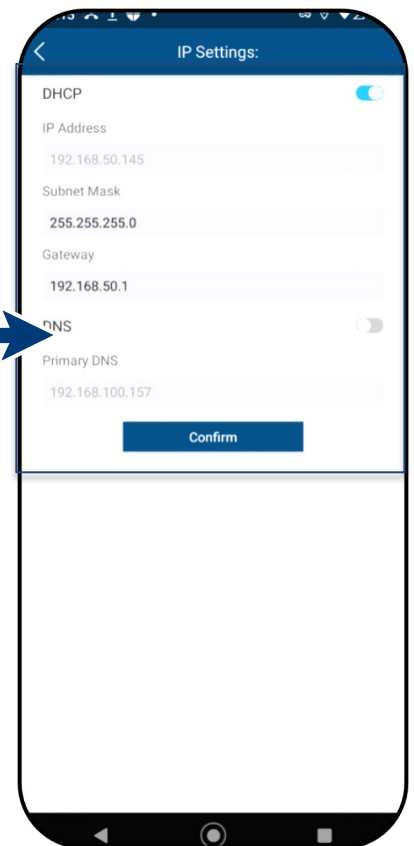 IP Settings:
DHCP
IP Address
192.168.50.145
Subnet Mask
255.255.255.0
Gateway
192.168.50.1
DNS
Primary DNS
192.168.100.157
Confirm